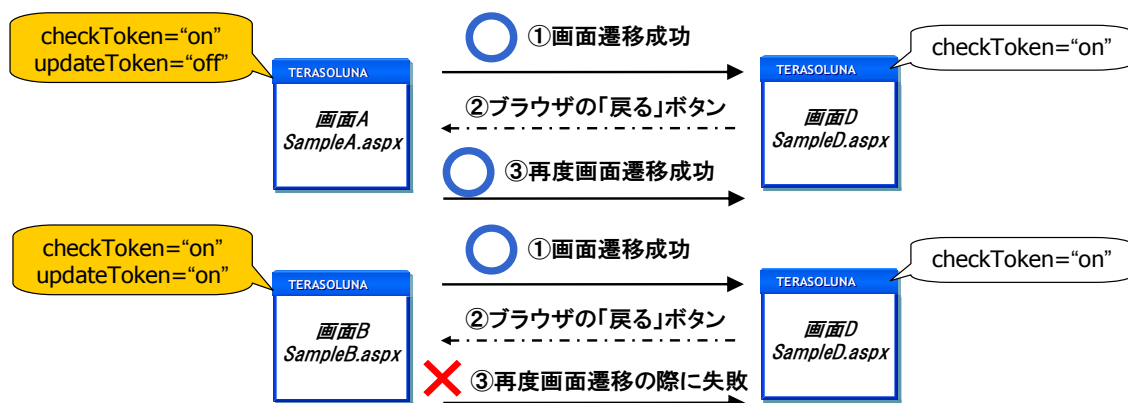 checkToken=“on”
updateToken=“off”
①画面遷移成功
checkToken=“on”
TERASOLUNA
画面A
SampleA.aspx
②ブラウザの「戻る」ボタン
TERASOLUNA
画面D
SampleD.aspx
③再度画面遷移成功
checkToken=“on”
updateToken=“on”
①画面遷移成功
checkToken=“on”
TERASOLUNA
画面B
SampleB.aspx
②ブラウザの「戻る」ボタン
TERASOLUNA
画面D
SampleD.aspx
③再度画面遷移の際に失敗